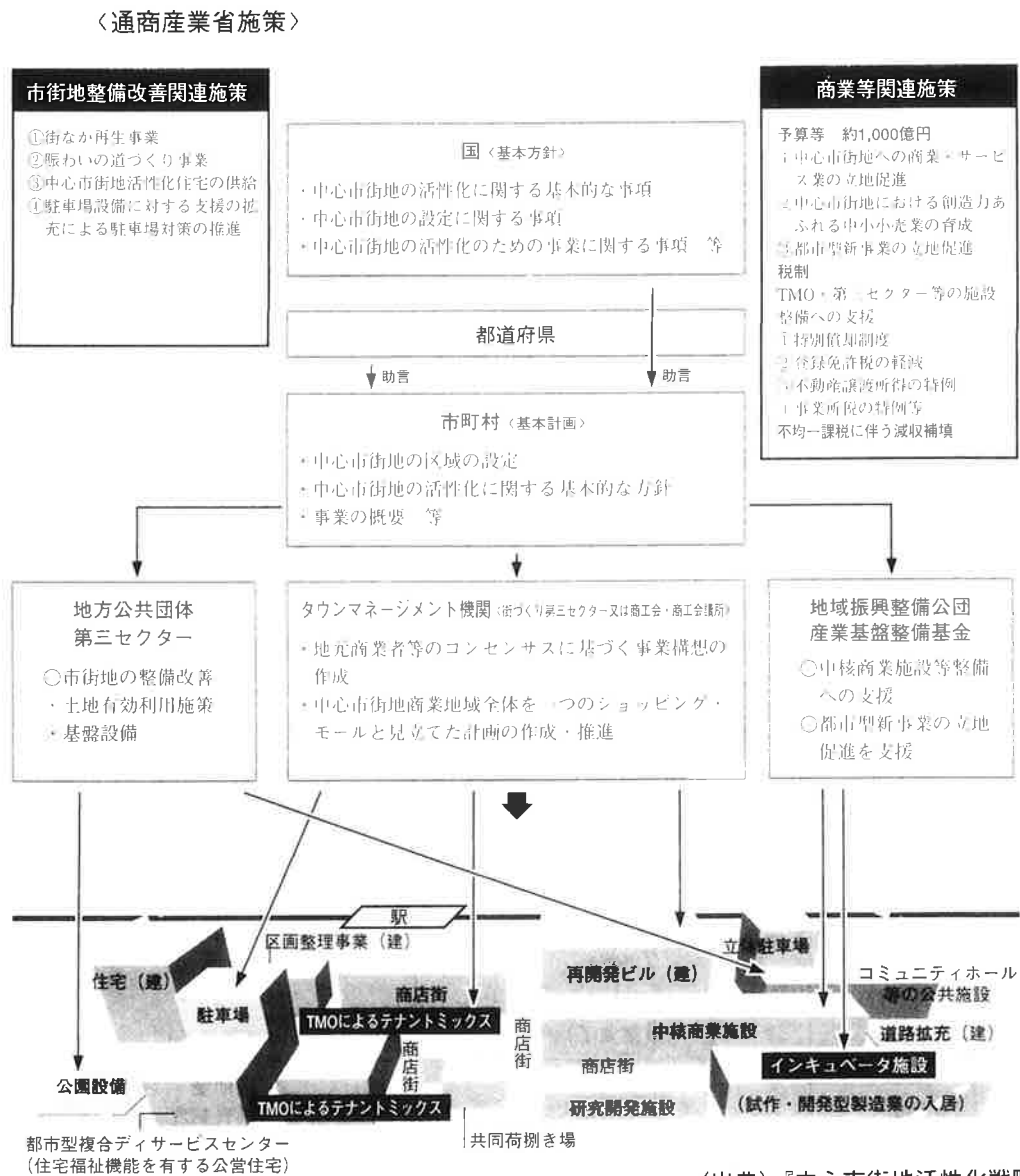 〈通商産業省施策〉
市街地整備改善関連施策
①街なか再生事業
②賑わいの道づくり事業
③中心市街地活性化住宅の供給
④駐車場設備に対する支援の拡
充による駐車場対策の推進
国〈基本方針〉
・中心市街地の活性化に関する基本的な事項
・中心市街地の設定に関する事項
・中心市街地の活性化のための事業に関する事項 等
商業等関連施策
予算等 約1,000億円
1中心市街地への商業・サービ
ス業の立地促進
2中心市街地における創造力あ
ふれる中小小売業の育成
3都市型新事業の立地促進
税制
TMO・第三セクター等の施設
整備への支援
1特別償却制度
2登録免許税の軽減
3不動産譲渡所得の特例
4事業所税の特例等
不均一課税に伴う減収補填
都道府県
助言
助言
市町村〈基本計画〉
・中心市街地の区域の設定
・中心市街地の活性化に関する基本的な方針
・事業の概要 等
地方公共団体
第三セクター
○市街地の整備改善
・土地有効利用施策
・基盤設備
タウンマネージメント機関〈街づくり第三セクター又は商工会・商工会議所〉
・地元商業者等のコンセンサスに基づく事業構想の
作成
・中心市街地商業地域全体を一つのショッピング・
モールと見立てた計画の作成・推進
地域振興整備公団
産業基盤整備基金
○中核商業施設等整備
への支援
○都市型新事業の立地
促進を支援
駅
区画整理事業（建）
住宅（建）
駐車場
商店街
TMOによるテナントミックス
商店街
商店街
公園設備
TMOによるテナントミックス
都市型複合ディサービスセンター
（住宅福祉機能を有する公営住宅）
共同荷捌き場
立体駐車場
再開発ビル（建）
コミュニティホール
等の公共施設
中核商業施設
道路拡充（建）
商店街
インキュベータ施設
研究開発施設
（試作・開発型製造業の入居）